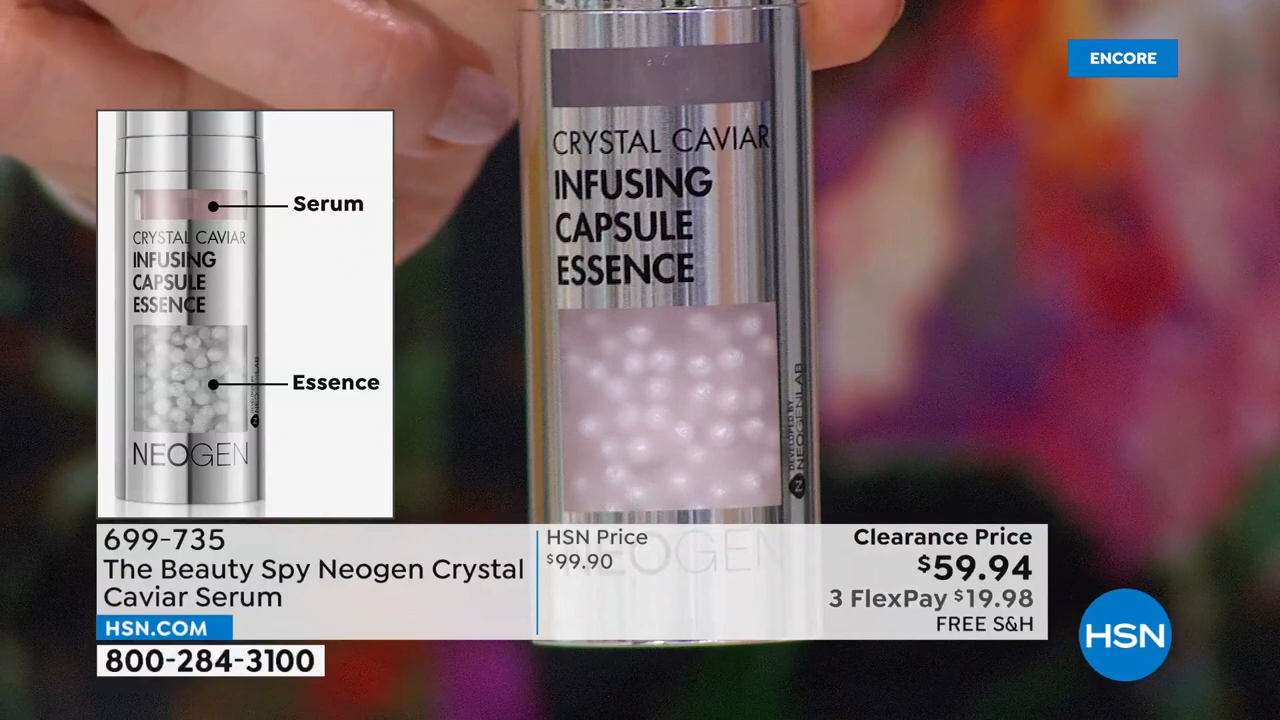 ENCORE
Serum
CRYSTAL CAVIAR
INFUSING
CAPSULE
ESSENCE
Essence
NEOGEN
CRYSTAL CAVIAR
INFUSING
CAPSULE
ESSENCE
DEVELOPED BY
NEOGENLAB
NEOGEN
699-735
The Beauty Spy Neogen Crystal
Caviar Serum
HSN.COM
800-284-3100
HSN Price
$99.90
Clearance Price
$59.94
3 FlexPay $19.98
FREE S&H
HSN